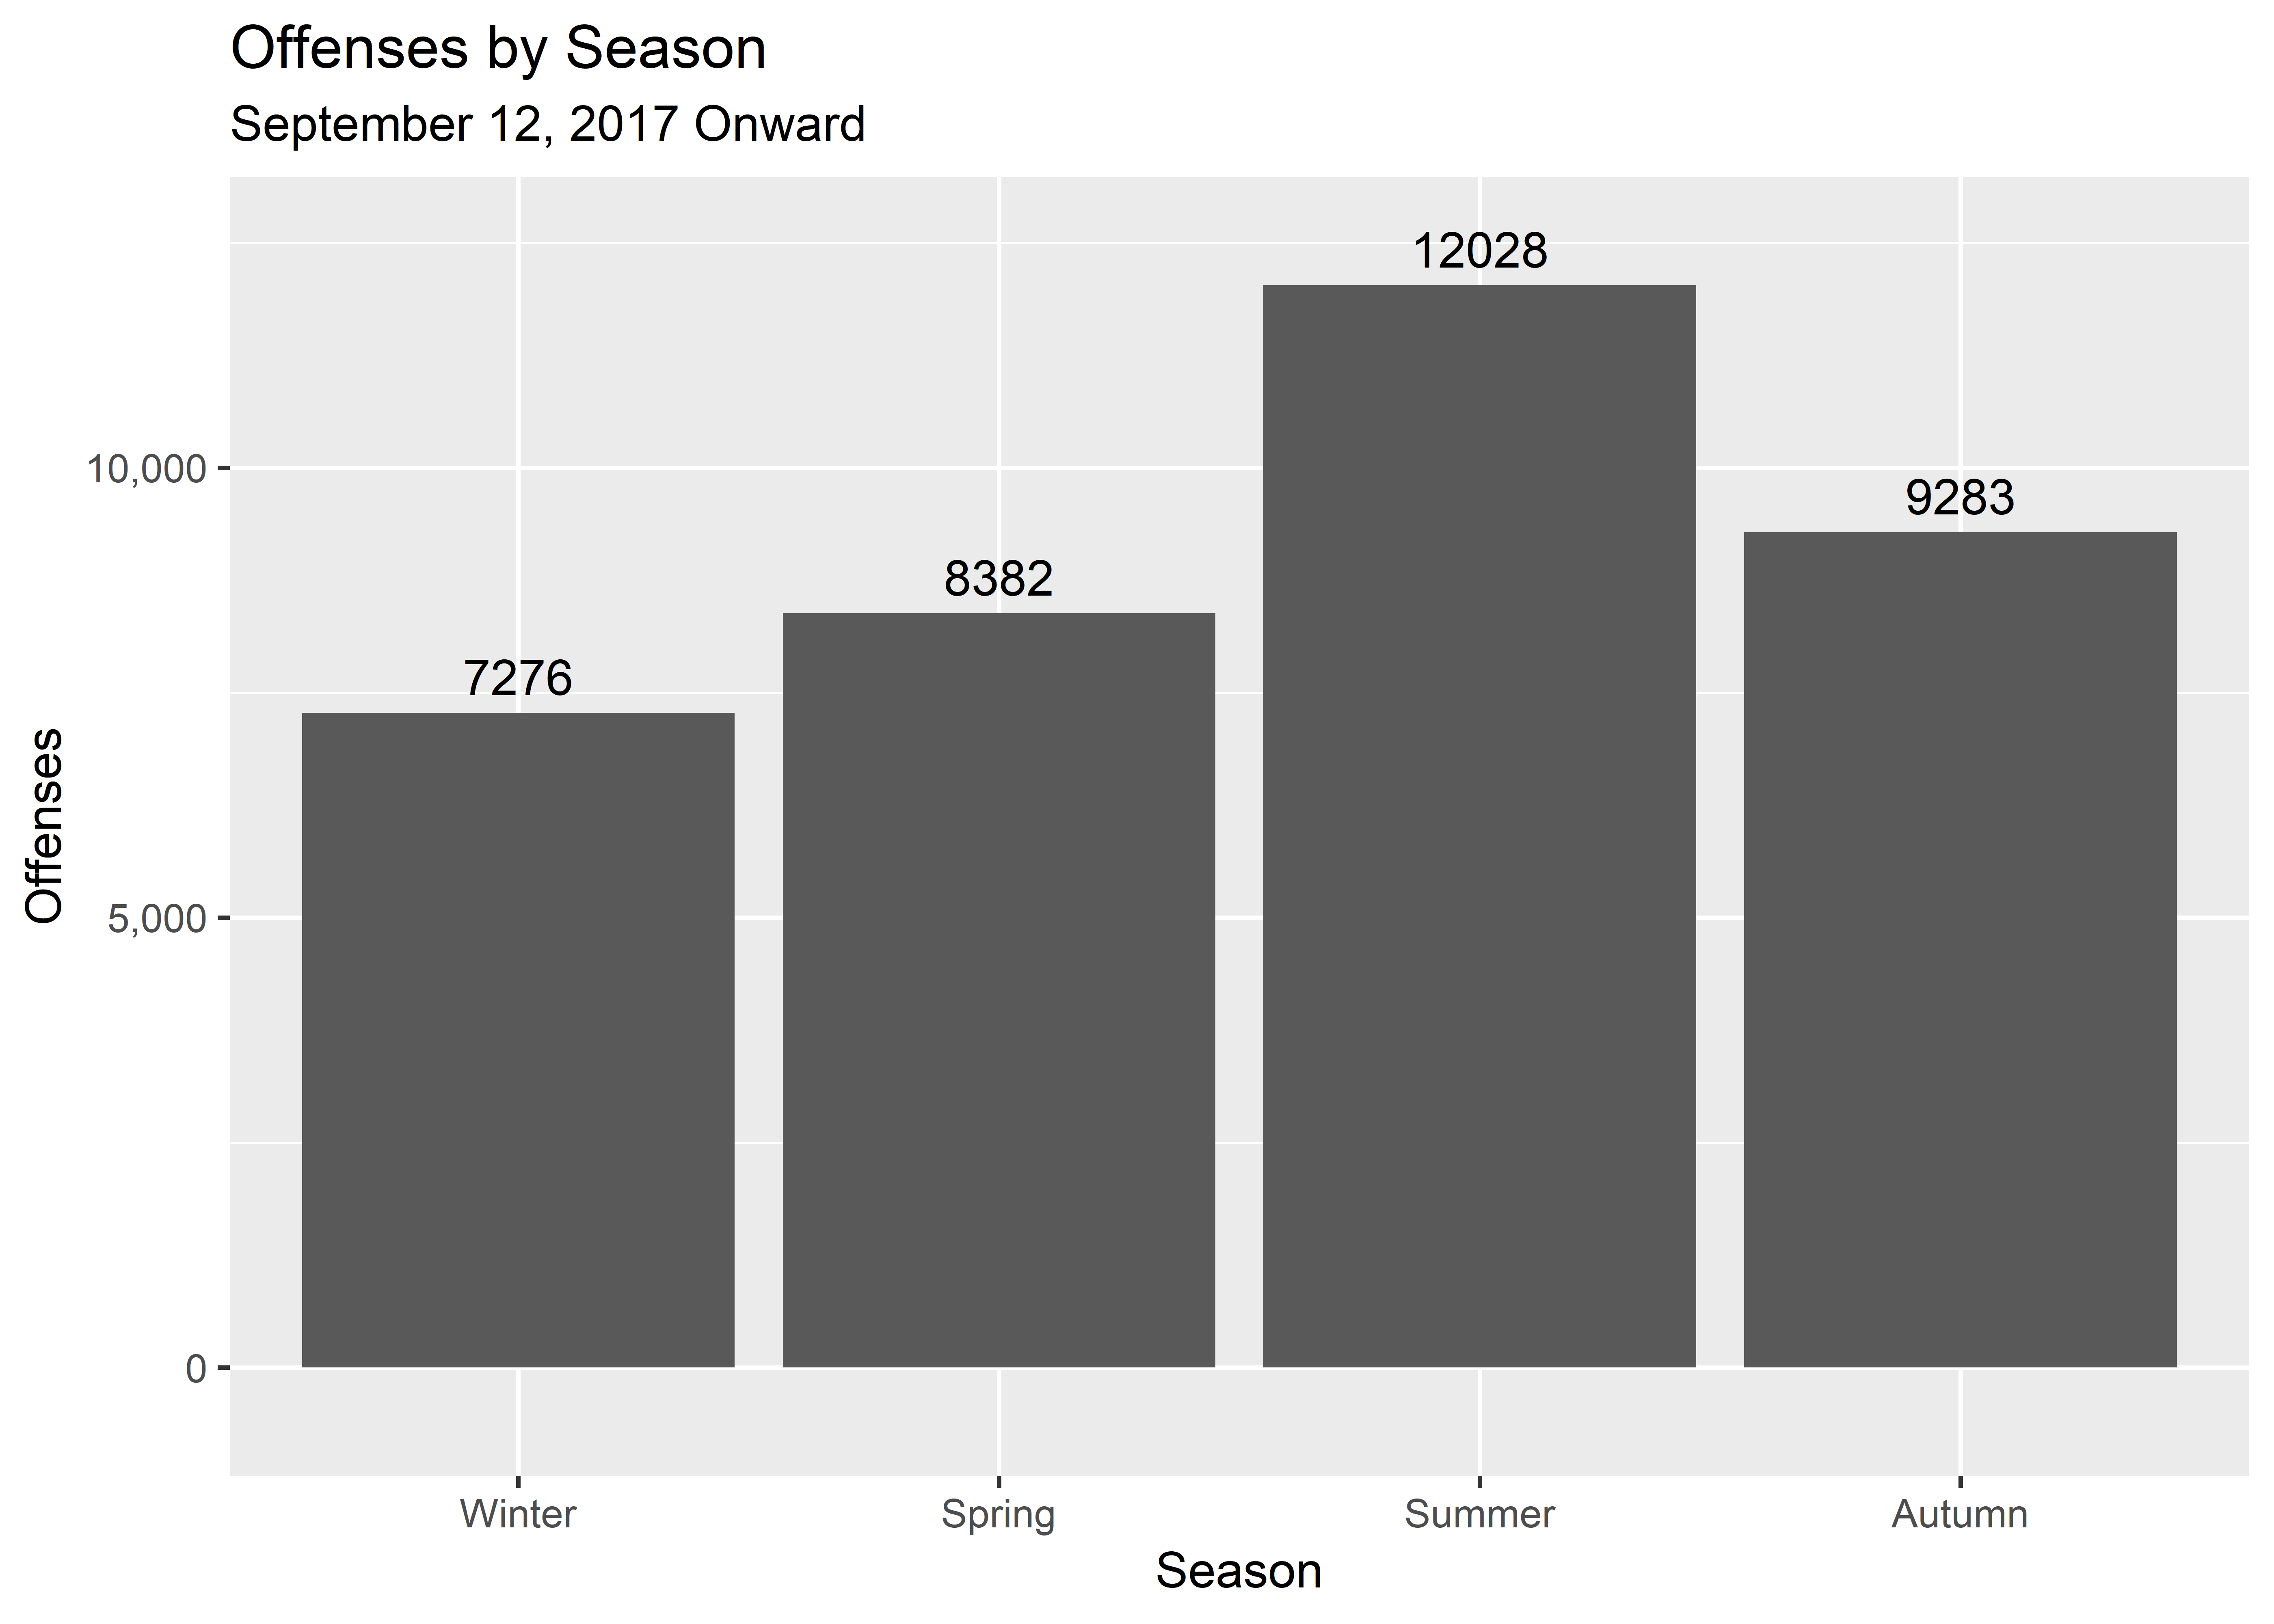 Offenses by Season
September 12, 2017 Onward
12028
10,000
9283
8382
7276
Offenses
5,000
0
Winter Spring Summer Autumn
Season